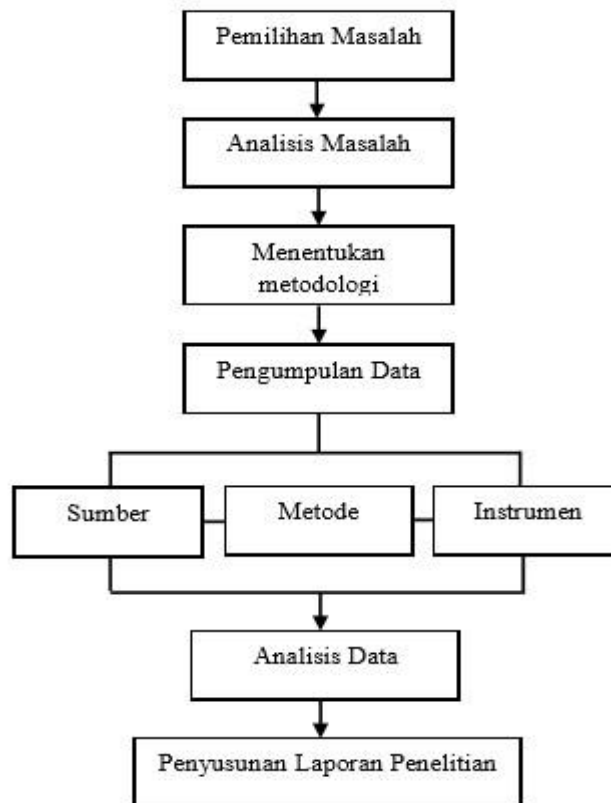 Pemilihan Masalah
Analisis Masalah
Menentukan
metodologi
Pengumpulan Data
Sumber
Metode
Instrumen
Analisis Data
Penyusunan Laporan Penelitian